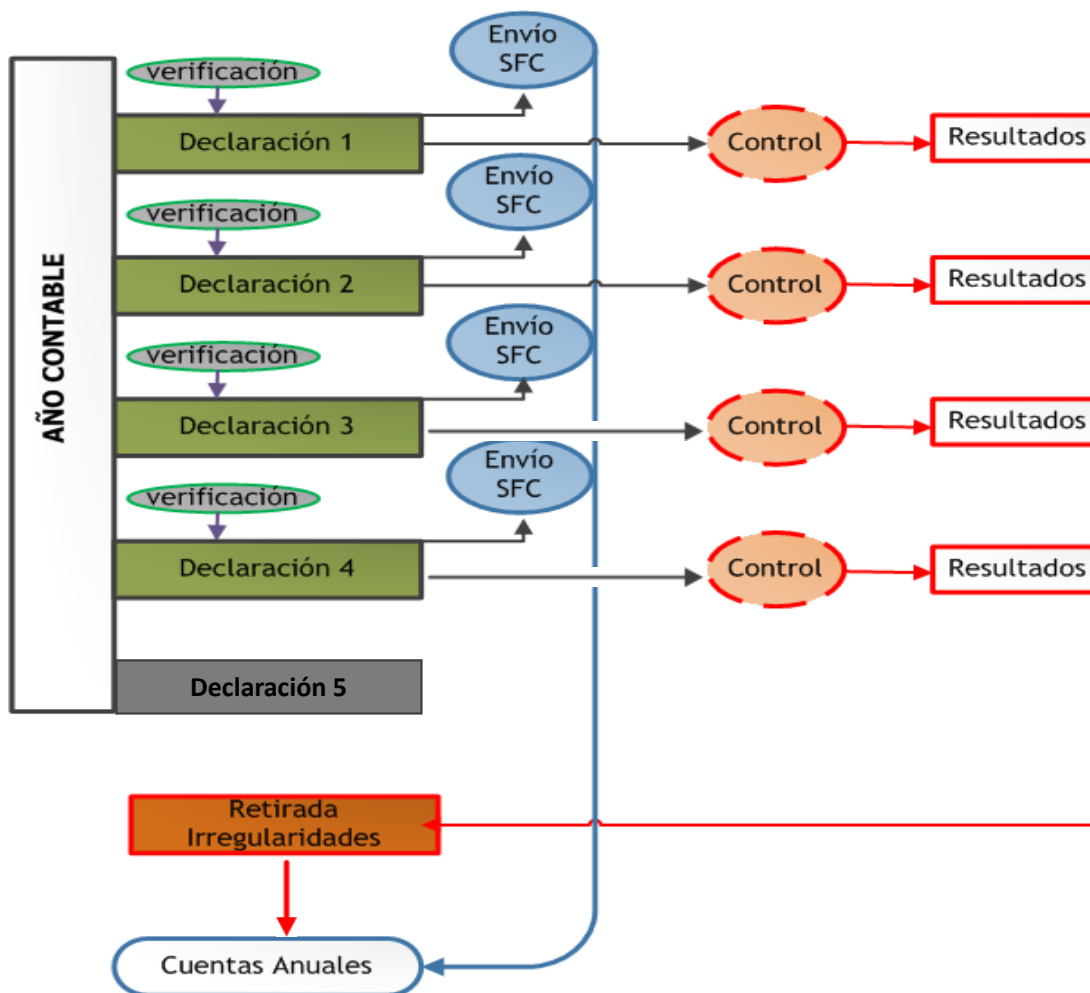 Envío
SFC
verificación
Declaración 1
Control
Resultados
Envío
SFC
verificación
Declaración 2
Control
Resultados
AÑO CONTABLE
Envío
SFC
verificación
Declaración 3
Control
Resultados
Envío
SFC
verificación
Declaración 4
Control
Resultados
Declaración 5
Retirada
Irregularidades
Cuentas Anuales